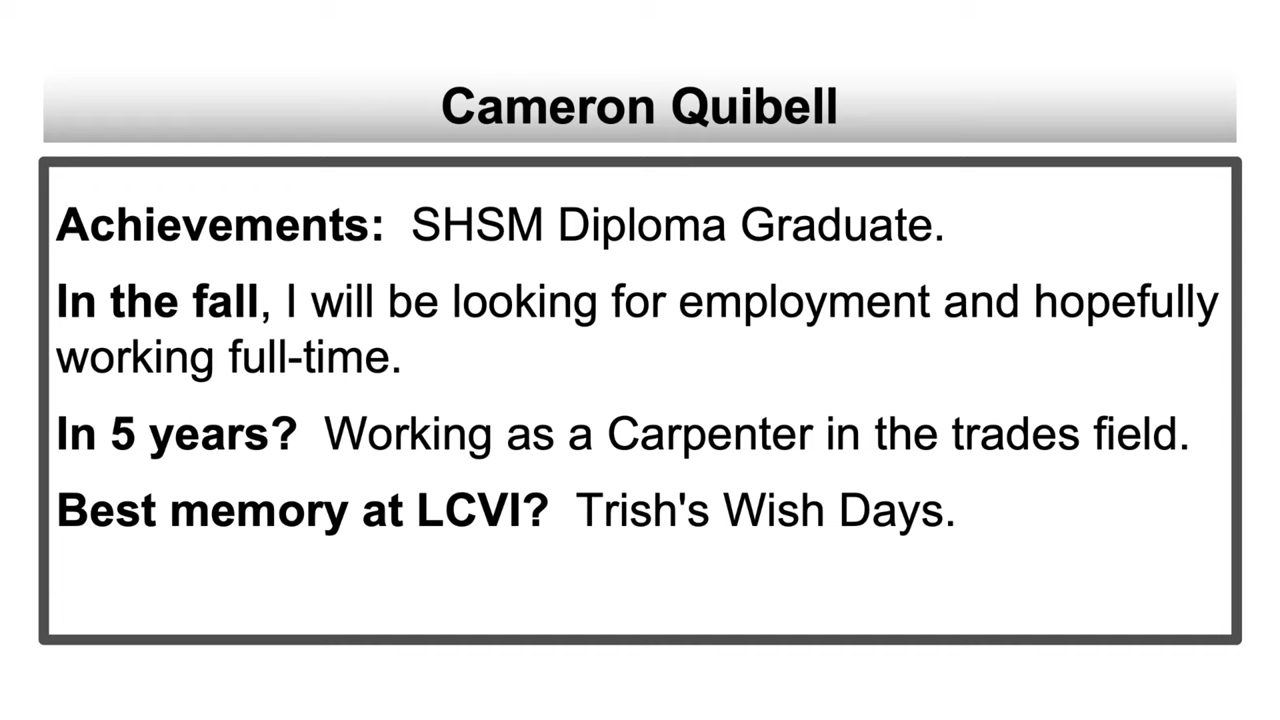 Cameron Quibell
Achievements: SHSM Diploma Graduate.
In the fall, I will be looking for employment and hopefully
working full-time.
In 5 years? Working as a Carpenter in the trades field.
Best memory at LCVI? Trish's Wish Days.